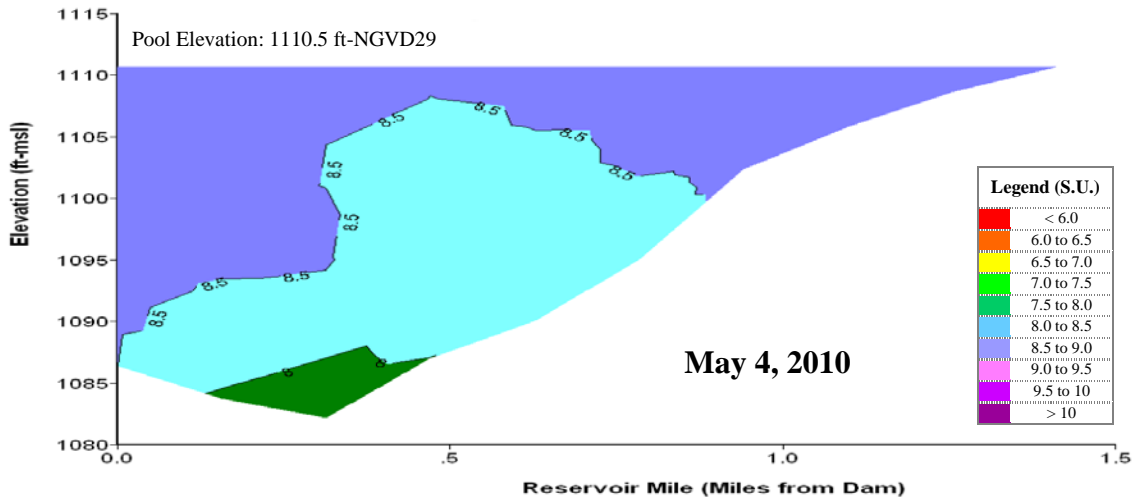 1115
Pool Elevation: 1110.5 ft-NGVD29
1110
1105
1100
1095
1090
1085
1080
Elevation (ft-msl)
8.5
8.5
8.5
8.5
8.5
8.5
8.5
8.5
8.5
8.5
8
8
May 4, 2010
Legend (S.U.)
< 6.0
6.0 to 6.5
6.5 to 7.0
7.0 to 7.5
7.5 to 8.0
8.0 to 8.5
8.5 to 9.0
9.0 to 9.5
9.5 to 10
> 10
0.0
.5
1.0
1.5
Reservoir Mile (Miles from Dam)